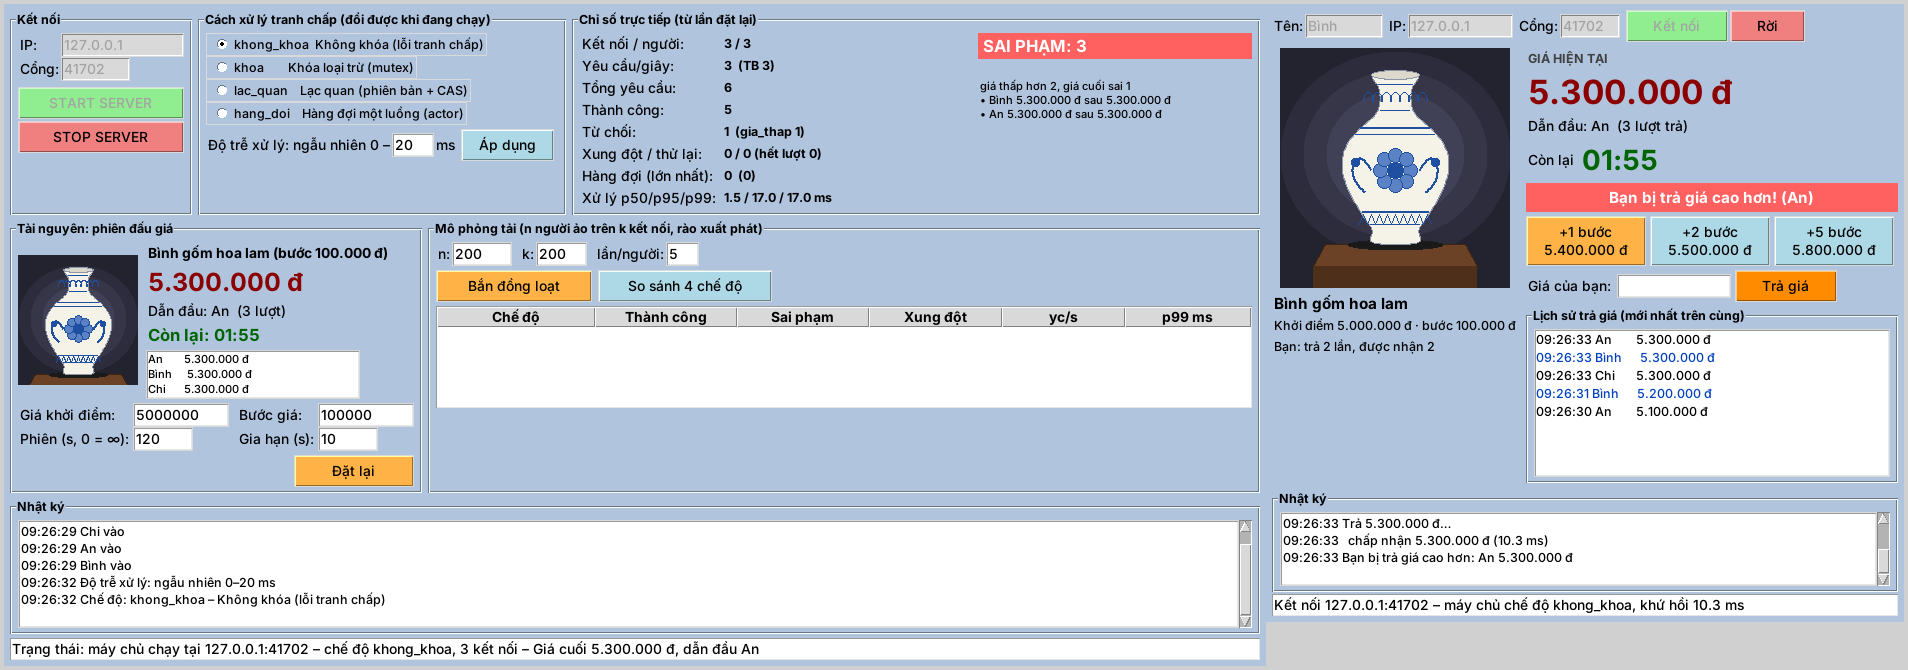 Kết nối
IP: 127.0.0.1
Cổng: 41702
START SERVER
STOP SERVER
Cách xử lý tranh chấp (đổi được khi đang chạy)
khong_khoa Không khóa (lỗi tranh chấp)
khoa Khóa loại trừ (mutex)
lac_quan Lạc quan (phiên bản + CAS)
hang_doi Hàng đợi một luồng (actor)
Độ trễ xử lý: ngẫu nhiên 0 – 20 ms Áp dụng
Chỉ số trực tiếp (từ lần đặt lại)
Kết nối / người: 3 / 3
Yêu cầu/giây: 3 (TB 3)
Tổng yêu cầu: 6
Thành công: 5
Từ chối: 1 (gia_thap 1)
Xung đột / thử lại: 0 / 0 (hết lượt 0)
Hàng đợi (lớn nhất): 0 (0)
Xử lý p50/p95/p99: 1.5 / 17.0 / 17.0 ms
SAI PHẠM: 3
giá thấp hơn 2, giá cuối sai 1
• Bình 5.300.000 đ sau 5.300.000 đ
• An 5.300.000 đ sau 5.300.000 đ
Tài nguyên: phiên đấu giá
Bình gốm hoa lam (bước 100.000 đ)
5.300.000 đ
Dẫn đầu: An (3 lượt)
Còn lại: 01:55
An 5.300.000 đ
Bình 5.300.000 đ
Chi 5.300.000 đ
Giá khởi điểm: 5000000 Bước giá: 100000
Phiên (s, 0 = ∞): 120 Gia hạn (s): 10
Đặt lại
Mô phỏng tải (n người ảo trên k kết nối, rào xuất phát)
n: 200 k: 200 lần/người: 5
Bắn đồng loạt So sánh 4 chế độ
Chế độ Thành công Sai phạm Xung đột yc/s p99 ms
Nhật ký
09:26:29 Chi vào
09:26:29 An vào
09:26:29 Bình vào
09:26:32 Độ trễ xử lý: ngẫu nhiên 0–20 ms
09:26:32 Chế độ: khong_khoa – Không khóa (lỗi tranh chấp)
Trạng thái: máy chủ chạy tại 127.0.0.1:41702 – chế độ khong_khoa, 3 kết nối – Giá cuối 5.300.000 đ, dẫn đầu An
Tên: Bình IP: 127.0.0.1 Cổng: 41702 Kết nối Rời
GIÁ HIỆN TẠI
5.300.000 đ
Dẫn đầu: An (3 lượt trả)
Còn lại 01:55
Bạn bị trả giá cao hơn! (An)
+1 bước +2 bước +5 bước
5.400.000 đ 5.500.000 đ 5.800.000 đ
Giá của bạn: Trả giá
Bình gốm hoa lam
Khởi điểm 5.000.000 đ · bước 100.000 đ
Bạn: trả 2 lần, được nhận 2
Lịch sử trả giá (mới nhất trên cùng)
09:26:33 An 5.300.000 đ
09:26:33 Bình 5.300.000 đ
09:26:33 Chi 5.300.000 đ
09:26:31 Bình 5.200.000 đ
09:26:30 An 5.100.000 đ
Nhật ký
09:26:33 Trả 5.300.000 đ...
09:26:33 chấp nhận 5.300.000 đ (10.3 ms)
09:26:33 Bạn bị trả giá cao hơn: An 5.300.000 đ
Kết nối 127.0.0.1:41702 – máy chủ chế độ khong_khoa, khứ hồi 10.3 ms